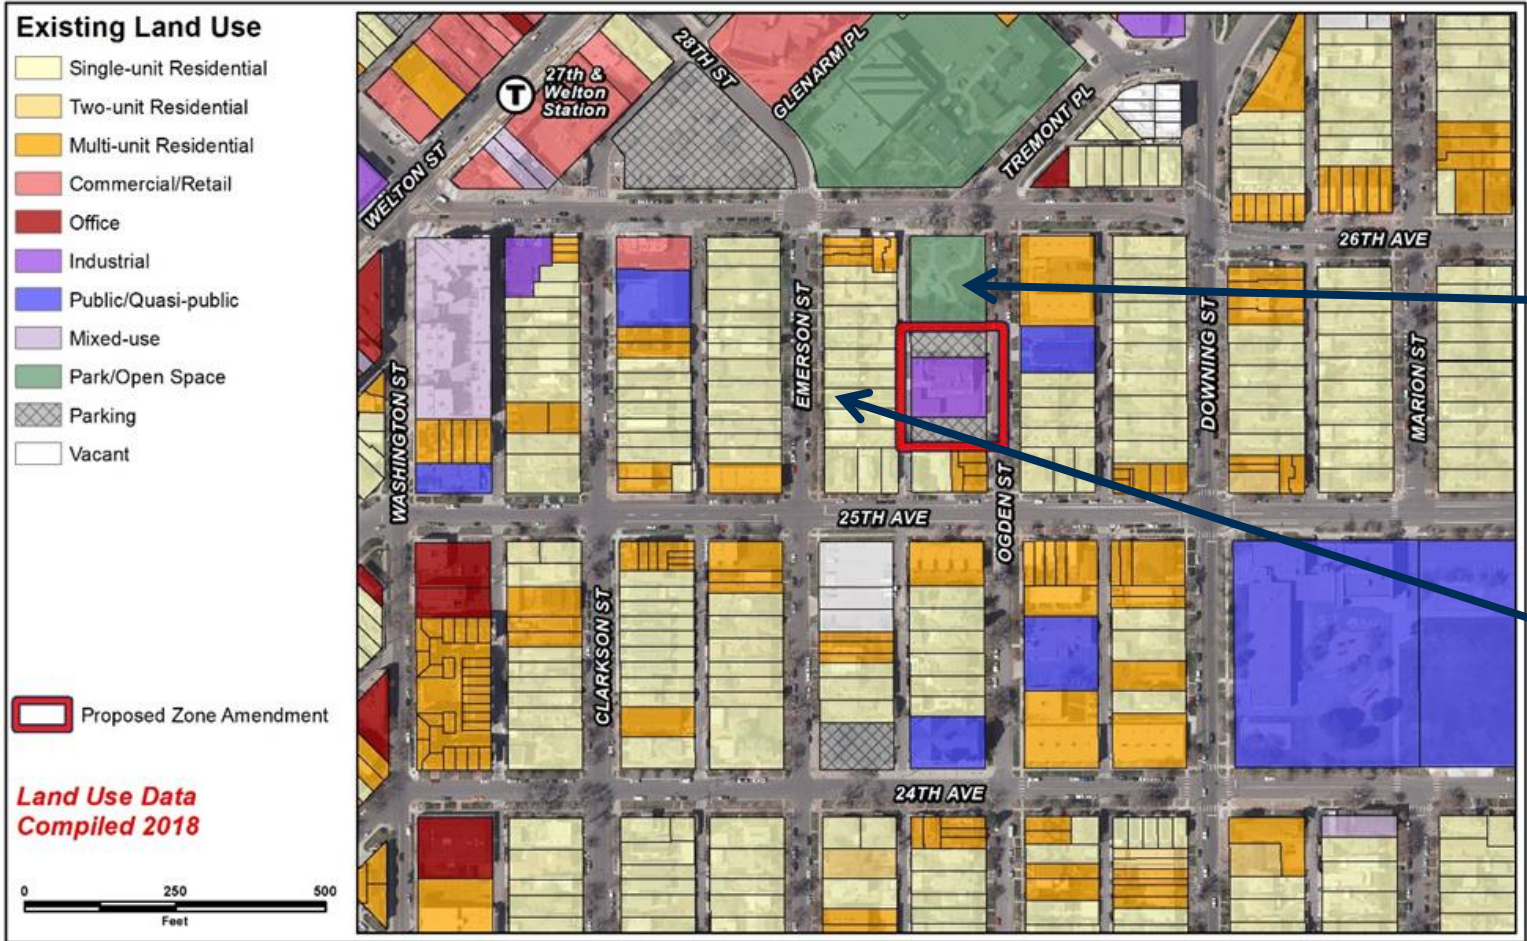 Existing Land Use
Single-unit Residential
Two-unit Residential
Multi-unit Residential
Commercial/Retail
Office
Industrial
Public/Quasi-public
Mixed-use
Park/Open Space
Parking
Vacant
Proposed Zone Amendment
Land Use Data
Compiled 2018
0 250 500
Feet
T
27th &
Welton
Station
28TH ST
GLENARM PL
TREMONT PL
WELTON ST
26TH AVE
WASHINGTON ST
EMERSON ST
DOWNING ST
MARION ST
OGDEN ST
25TH AVE
CLARKSON ST
24TH AVE